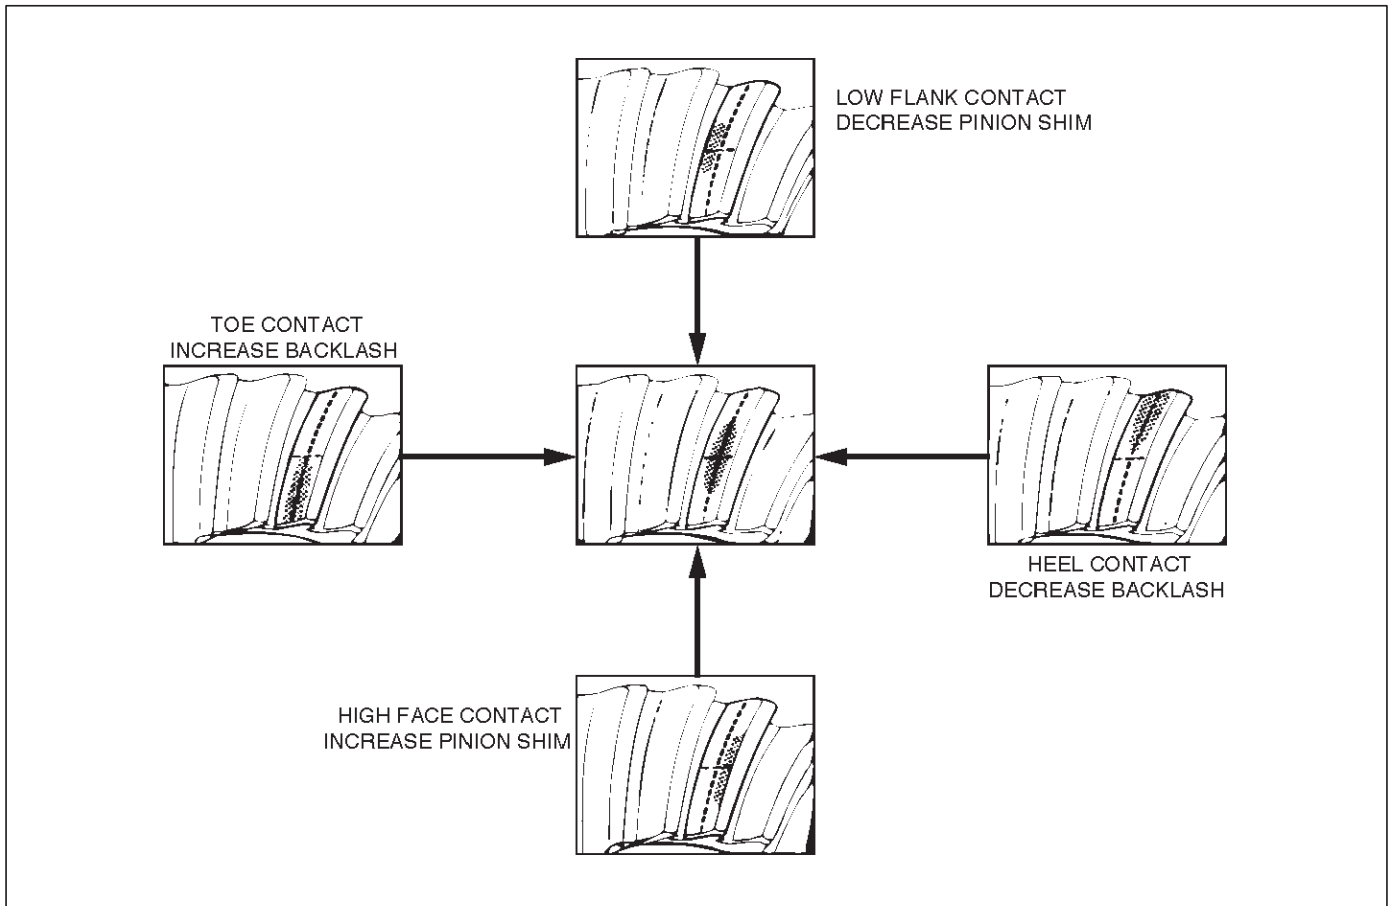 LOW FLANK CONTACT
DECREASE PINION SHIM
TOE CONTACT
INCREASE BACKLASH
HEEL CONTACT
DECREASE BACKLASH
HIGH FACE CONTACT
INCREASE PINION SHIM